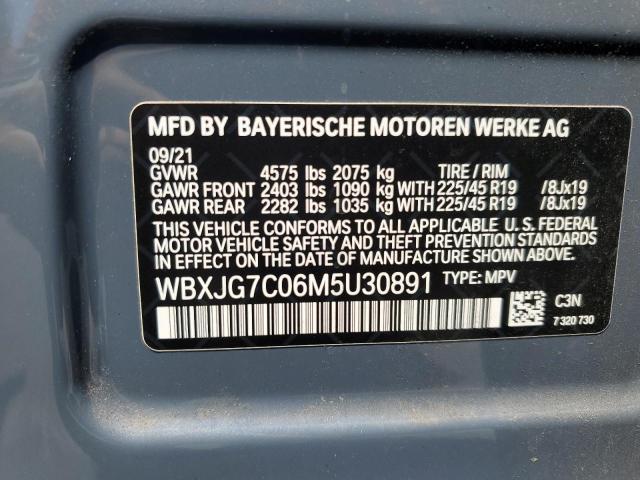 MFD BY BAYERISCHE MOTOREN WERKE AG
09/21
GVWR 4575 lbs 2075 kg TIRE / RIM
GAWR FRONT 2403 lbs 1090 kg WITH 225/45 R19 /8Jx19
GAWR REAR 2282 lbs 1035 kg WITH 225/45 R19 /8Jx19
THIS VEHICLE CONFORMS TO ALL APPLICABLE U. S. FEDERAL
MOTOR VEHICLE SAFETY AND THEFT PREVENTION
STANDARDS IN EFFECT ON THE DATE OF MANUFACTURE SHOWN ABOVE.
WBXJG7C06M5U30891 TYPE: MPV
C3N
7 320 730